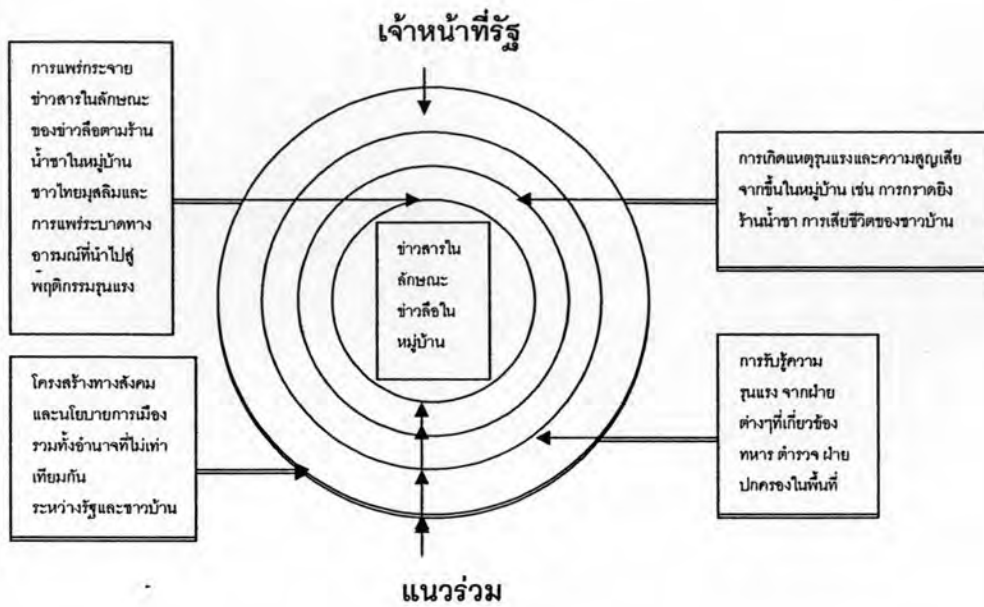 เจ้าหน้าที่รัฐ
การแพร่กระจาย
ข่าวสารในลักษณะ
ของข่าวลือตามร้าน
น้ำชาในหมู่บ้าน
ชาวไทยมุสลิมและ
การแพร่ระบาดทาง
อารมณ์ที่นำไปสู่
พฤติกรรมรุนแรง
การเกิดเหตุรุนแรงและความสูญเสีย
จากขึ้นในหมู่บ้าน เช่น การกราดยิง
ร้านน้ำชา การเสียชีวิตของชาวบ้าน
ข่าวสารใน
ลักษณะ
ข่าวลือใน
หมู่บ้าน
โครงสร้างทางสังคม
และนโยบายการเมือง
รวมทั้งอำนาจที่ไม่เท่า
เทียมกัน
ระหว่างรัฐและชาวบ้าน
การรับรู้ความ
รุนแรง จากฝ่าย
ต่างๆที่เกี่ยวข้อง
ทหาร ตำรวจ ฝ่าย
ปกครองในพื้นที่
แนวร่วม